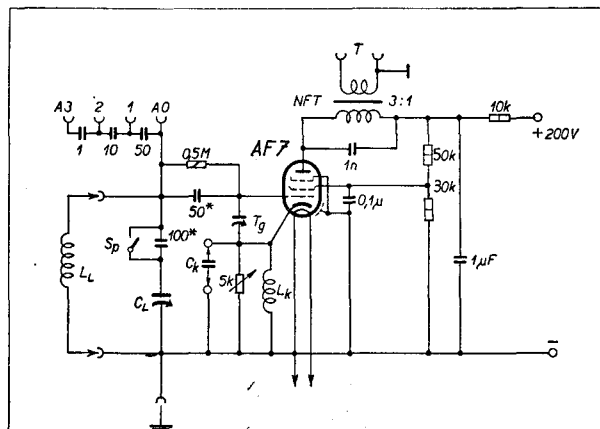 T
A3 2 1 A0
NFT 3:1
10k
+200V
1 10 50
0,5M
AF7
1n
50k
30k
50*
Tg
0,1µ
Sp
100*
Ck
5k
Lk
1µF
LL
CL
−